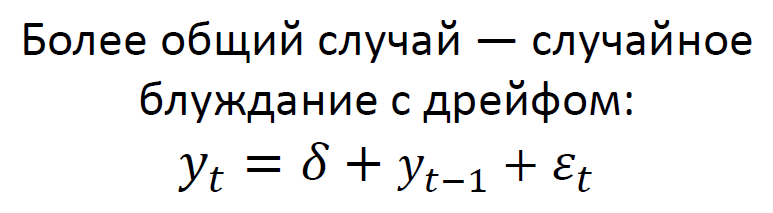 Более общий случай — случайное
блуждание с дрейфом:
𝑦ₜ = 𝛿 + 𝑦ₜ₋₁ + 𝜀ₜ